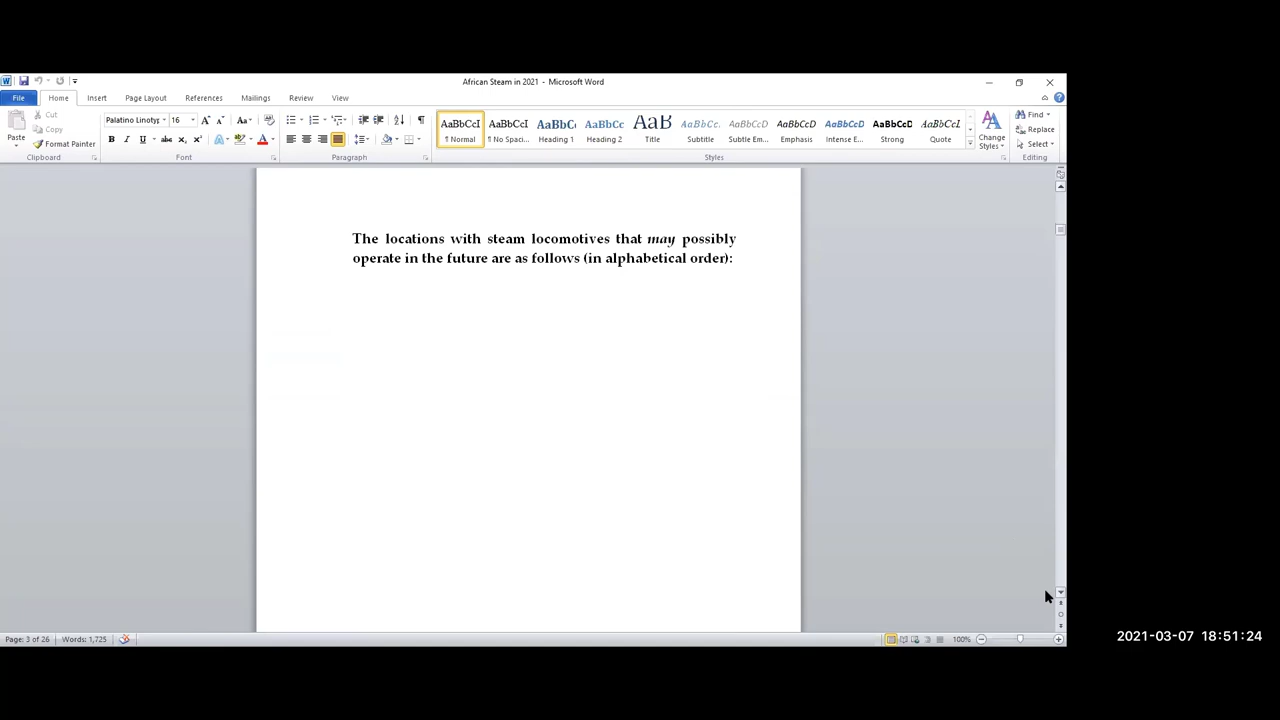 African Steam in 2021 - Microsoft Word
File Home Insert Page Layout References Mailings Review View
Paste Cut Copy Format Painter
Palatino Linotyp 16
AaBbCcI AaBbCcI AaBbC AaBbCc AaB AaBbCc. AaBbCcD AaBbCcD AaBbCcD AaBbCcD AaBbCcI
¶ Normal ¶ No Spaci... Heading 1 Heading 2 Title Subtitle Subtle Em... Emphasis Intense E... Strong Quote
Change Styles
Find
Replace
Select
Clipboard Font Paragraph Styles Editing
The locations with steam locomotives that may possibly
operate in the future are as follows (in alphabetical order):
Page: 3 of 26 Words: 1,725 100%
2021-03-07 18:51:24